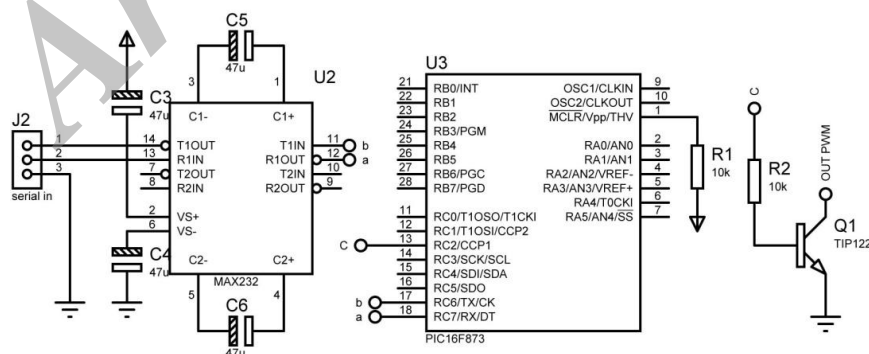 C5
47u
3
1
U2
C3
47u
C1-
C1+
J2
1
2
3
serial in
14
13
7
8
T1OUT
R1IN
T2OUT
R2IN
T1IN
R1OUT
T2IN
R2OUT
11
12
10
9
b
a
2
6
VS+
VS-
C4
47u
C2-
C2+
MAX232
5
4
C6
47u
U3
21
22
23
24
25
26
27
28
RB0/INT
RB1
RB2
RB3/PGM
RB4
RB5
RB6/PGC
RB7/PGD
11
12
13
14
15
16
17
18
RC0/T1OSO/T1CKI
RC1/T1OSI/CCP2
RC2/CCP1
RC3/SCK/SCL
RC4/SDI/SDA
RC5/SDO
RC6/TX/CK
RC7/RX/DT
C
b
a
OSC1/CLKIN
OSC2/CLKOUT
MCLR/Vpp/THV
RA0/AN0
RA1/AN1
RA2/AN2/VREF-
RA3/AN3/VREF+
RA4/T0CKI
RA5/AN4/SS
9
10
1
2
3
4
5
6
7
PIC16F873
R1
10k
C
R2
10k
OUT PWM
Q1
TIP122